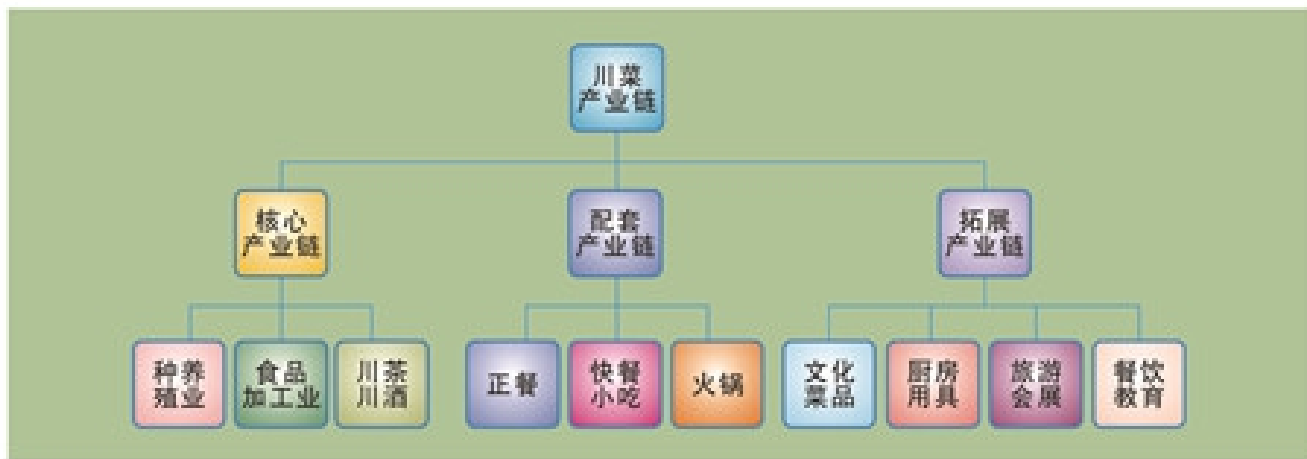 川菜
产业链
核心
产业链
配套
产业链
拓展
产业链
种养
殖业
食品
加工业
川茶
川酒
正餐
快餐
小吃
火锅
文化
菜品
厨房
用具
旅游
会展
餐饮
教育